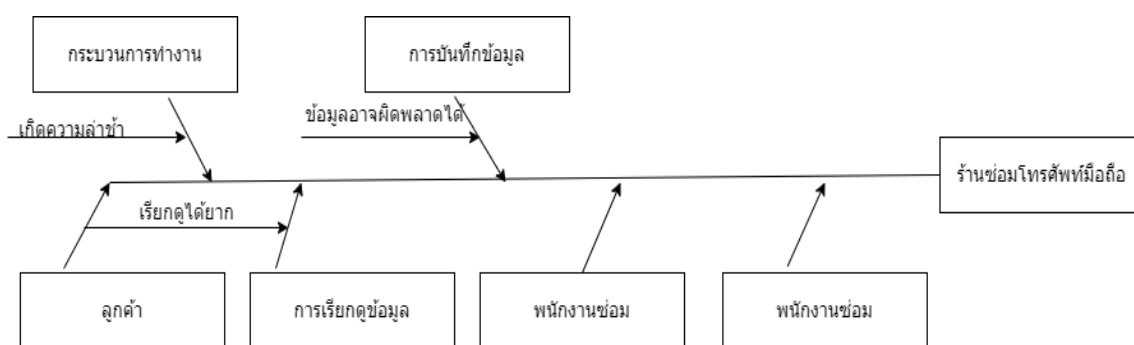 กระบวนการทำงาน
การบันทึกข้อมูล
ข้อมูลอาจผิดพลาดได้
เกิดความล่าช้า
ร้านซ่อมโทรศัพท์มือถือ
เรียกดูได้ยาก
ลูกค้า
การเรียกดูข้อมูล
พนักงานซ่อม
พนักงานซ่อม